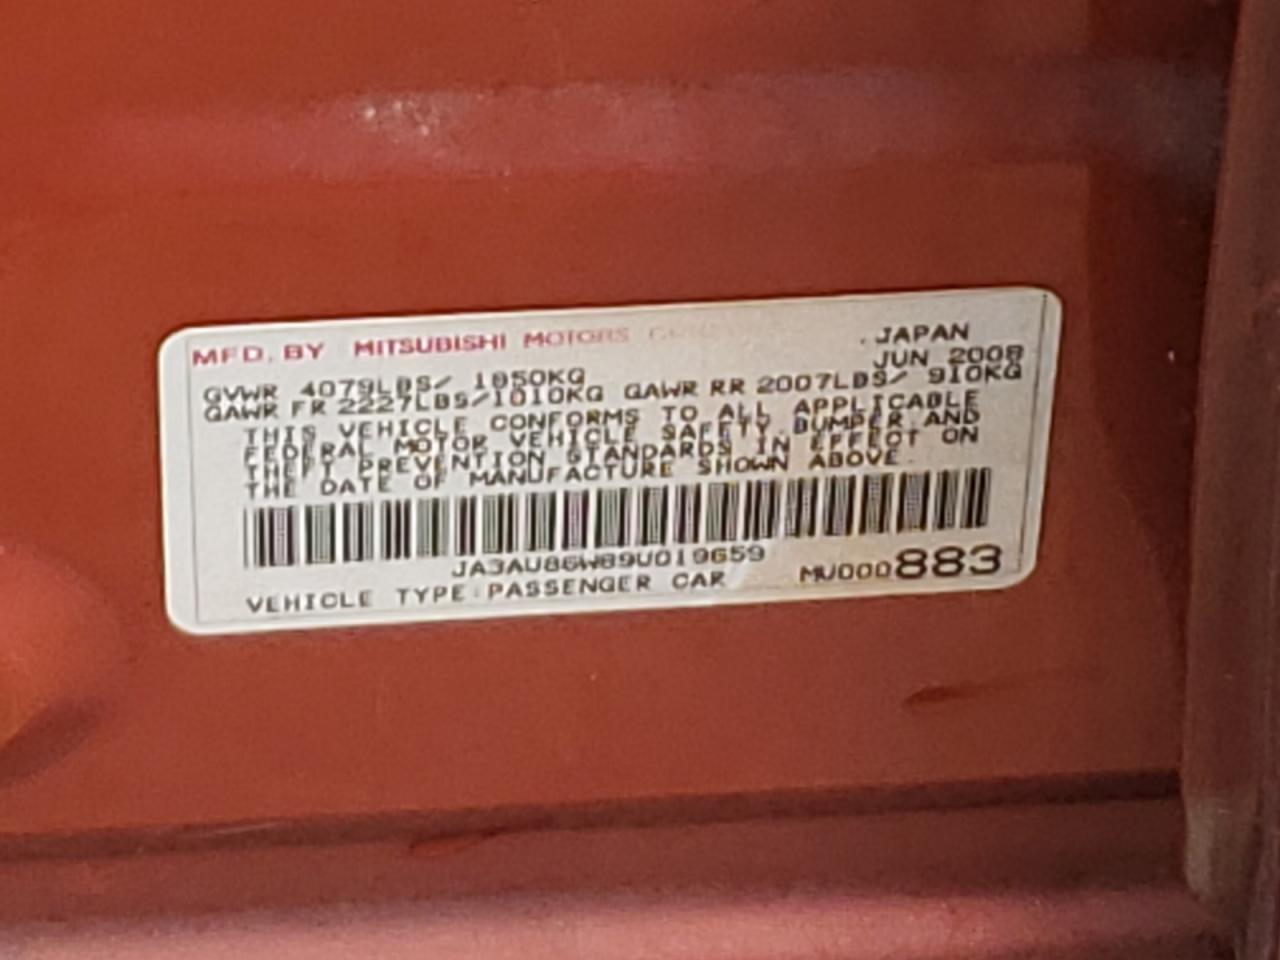 MFD. BY MITSUBISHI MOTORS JAPAN
JUN 2008
GVWR 4079LBS/ 1850KG
GAWR FR 2227LBS/1010KG GAWR RR 2007LBS/ 910KG
THIS VEHICLE CONFORMS TO ALL APPLICABLE
FEDERAL MOTOR VEHICLE SAFETY, BUMPER AND
THEFT PREVENTION STANDARDS IN EFFECT ON
THE DATE OF MANUFACTURE SHOWN ABOVE.
JA3AU86W89U019659
VEHICLE TYPE:PASSENGER CAR MU000883